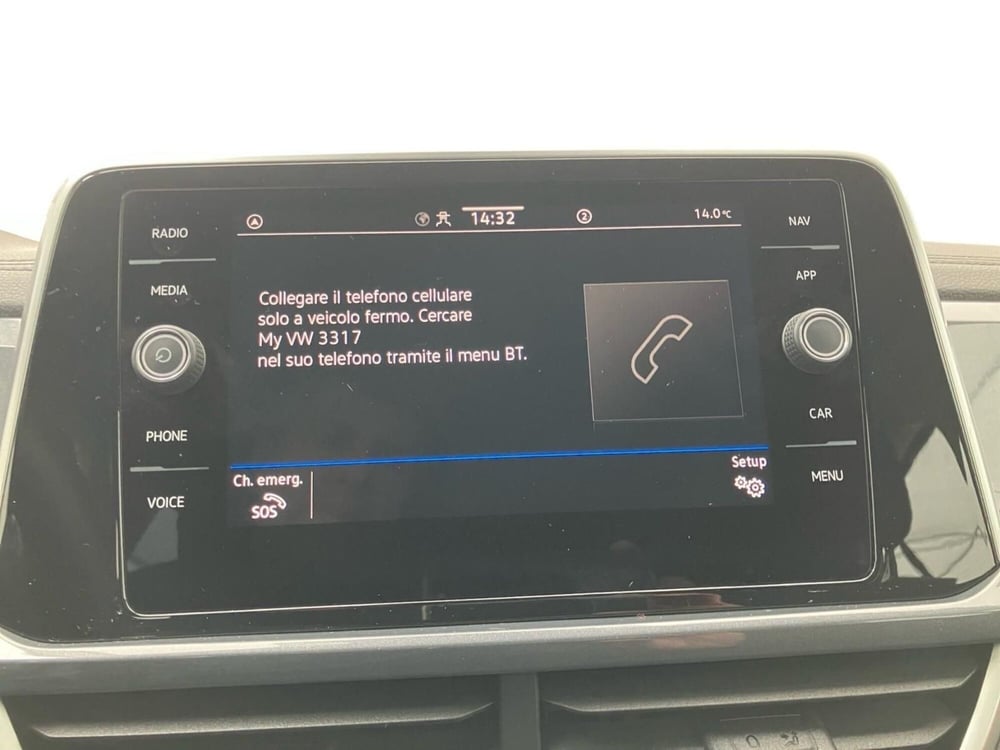 RADIO
MEDIA
PHONE
VOICE
14:32
2
14.0°C
Collegare il telefono cellulare
solo a veicolo fermo. Cercare
My VW 3317
nel suo telefono tramite il menu BT.
Ch. emerg.
SOS
Setup
NAV
APP
CAR
MENU